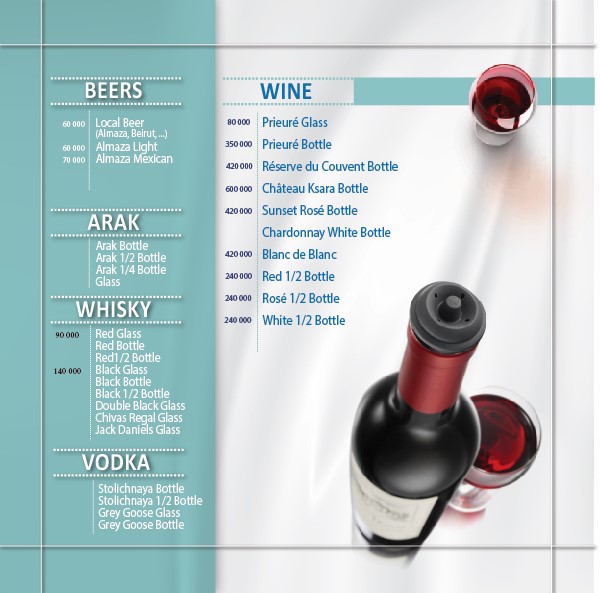 BEERS
60 000 Local Beer
(Almaza, Beirut, ...)
60 000 Almaza Light
70 000 Almaza Mexican
ARAK
Arak Bottle
Arak 1/2 Bottle
Arak 1/4 Bottle
Glass
WHISKY
90 000 Red Glass
Red Bottle
Red1/2 Bottle
140 000 Black Glass
Black Bottle
Black 1/2 Bottle
Double Black Glass
Chivas Regal Glass
Jack Daniels Glass
VODKA
Stolichnaya Bottle
Stolichnaya 1/2 Bottle
Grey Goose Glass
Grey Goose Bottle
WINE
80 000 Prieuré Glass
350 000 Prieuré Bottle
420 000 Réserve du Couvent Bottle
600 000 Château Ksara Bottle
420 000 Sunset Rosé Bottle
Chardonnay White Bottle
420 000 Blanc de Blanc
240 000 Red 1/2 Bottle
240 000 Rosé 1/2 Bottle
240 000 White 1/2 Bottle